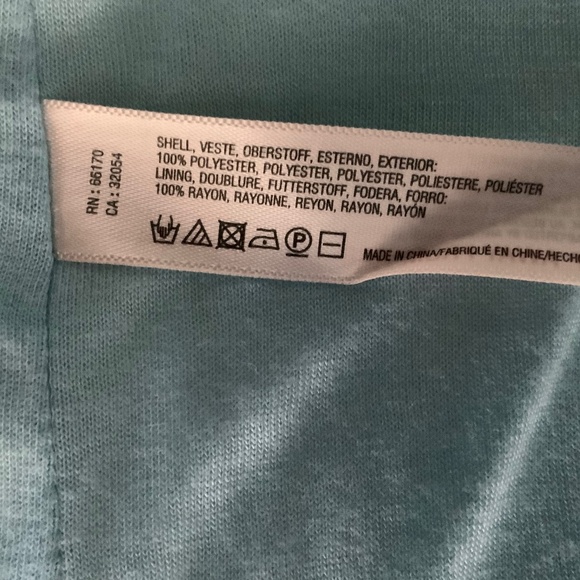 RN: 66170
CA: 32054
SHELL, VESTE, OBERSTOFF, ESTERNO, EXTERIOR:
100% POLYESTER, POLYESTER, POLYESTER, POLIESTERE, POLIÉSTER
LINING, DOUBLURE, FUTTERSTOFF, FODERA, FORRO:
100% RAYON, RAYONNE, REYON, RAYON, RAYÓN
P
MADE IN CHINA/FABRIQUÉ EN CHINE/HECHO